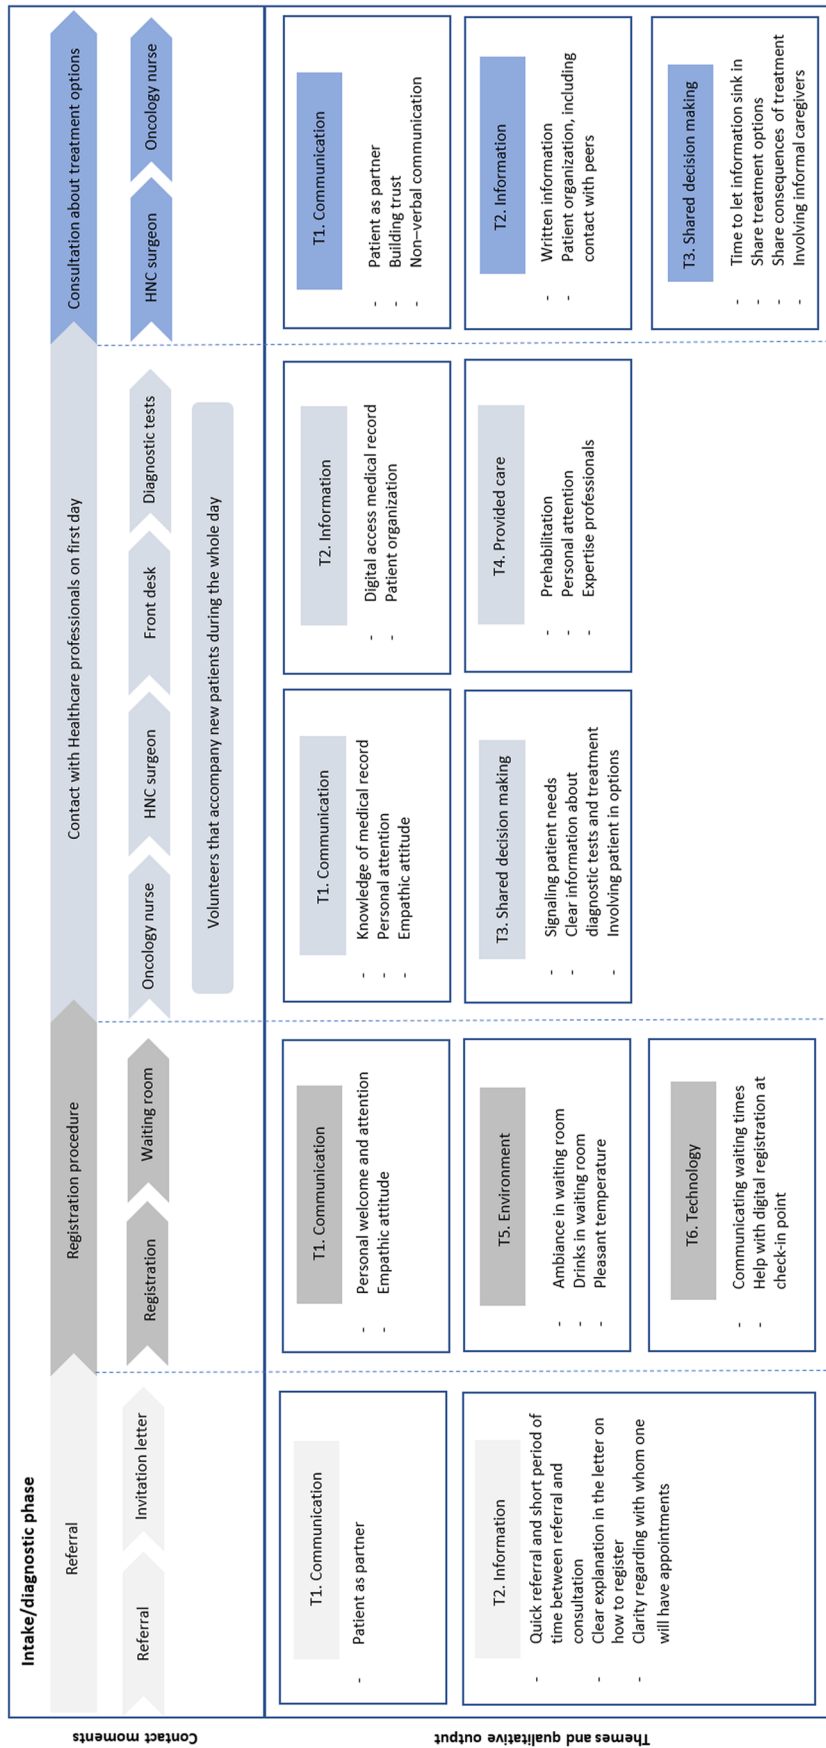 Intake/diagnostic phase
Contact moments
Referral
Registration procedure
Contact with Healthcare professionals on first day
Consultation about treatment options
Referral
Invitation letter
Registration
Waiting room
Oncology nurse
HNC surgeon
Front desk
Diagnostic tests
HNC surgeon
Oncology nurse
Volunteers that accompany new patients during the whole day
Themes and qualitative output
T1. Communication
- Patient as partner
T2. Information
- Quick referral and short period of
time between referral and
consultation
- Clear explanation in the letter on
how to register
- Clarity regarding with whom one
will have appointments
T1. Communication
- Personal welcome and attention
- Empathic attitude
T5. Environment
- Ambiance in waiting room
- Drinks in waiting room
- Pleasant temperature
T6. Technology
- Communicating waiting times
- Help with digital registration at
check-in point
T1. Communication
- Knowledge of medical record
- Personal attention
- Empathic attitude
T2. Information
- Digital access medical record
- Patient organization
T3. Shared decision making
- Signaling patient needs
- Clear information about
diagnostic tests and treatment
- Involving patient in options
T4. Provided care
- Prehabilitation
- Personal attention
- Expertise professionals
T1. Communication
- Patient as partner
- Building trust
- Non–verbal communication
T2. Information
- Written information
- Patient organization, including
contact with peers
T3. Shared decision making
- Time to let information sink in
- Share treatment options
- Share consequences of treatment
- Involving informal caregivers